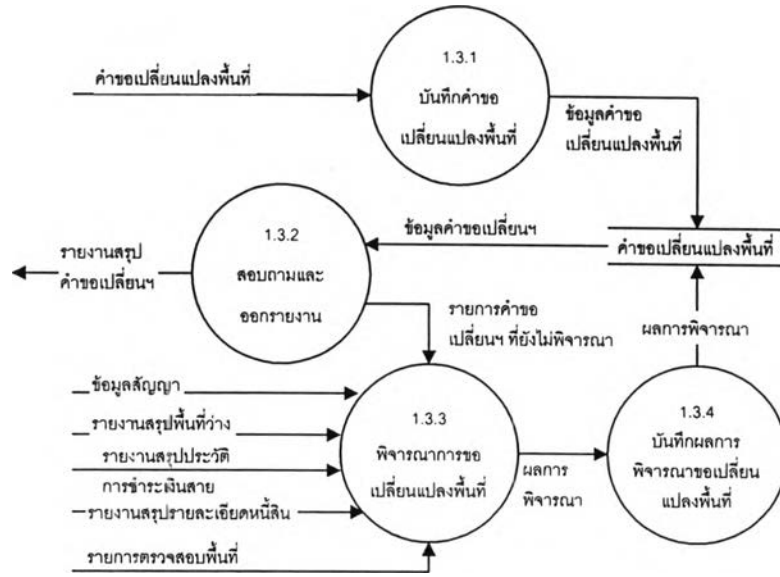 1.3.1
บันทึกคำขอ
เปลี่ยนแปลงพื้นที่
คำขอเปลี่ยนแปลงพื้นที่
ข้อมูลคำขอ
เปลี่ยนแปลงพื้นที่
1.3.2
สอบถามและ
ออกรายงาน
ข้อมูลคำขอเปลี่ยนฯ
คำขอเปลี่ยนแปลงพื้นที่
รายงานสรุป
คำขอเปลี่ยนฯ
รายการคำขอ
เปลี่ยนฯ ที่ยังไม่พิจารณา
ผลการพิจารณา
ข้อมูลสัญญา
รายงานสรุปพื้นที่ว่าง
รายงานสรุปประวัติ
การชำระเงินสาย
รายงานสรุปรายละเอียดหนี้สิน
รายการตรวจสอบพื้นที่
1.3.3
พิจารณาการขอ
เปลี่ยนแปลงพื้นที่
ผลการ
พิจารณา
1.3.4
บันทึกผลการ
พิจารณาขอเปลี่ยน
แปลงพื้นที่